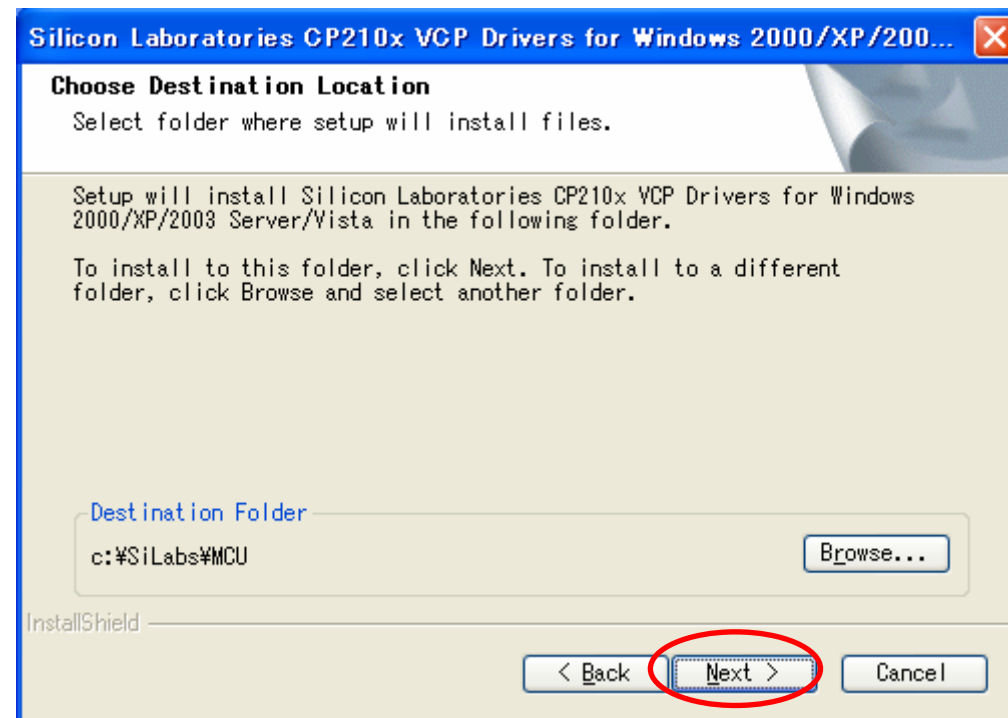 Silicon Laboratories CP210x VCP Drivers for Windows 2000/XP/200...
Choose Destination Location
Select folder where setup will install files.
Setup will install Silicon Laboratories CP210x VCP Drivers for Windows
2000/XP/2003 Server/Vista in the following folder.
To install to this folder, click Next. To install to a different
folder, click Browse and select another folder.
Destination Folder
c:¥SiLabs¥MCU
Browse...
InstallShield
< Back
Next >
Cancel